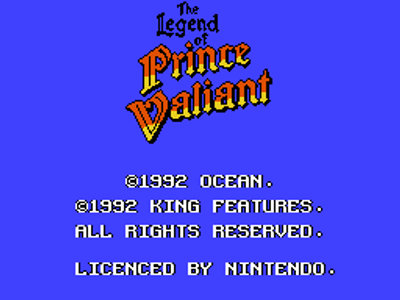 The
Legend
of
Prince
Valiant
©1992 OCEAN.
©1992 KING FEATURES.
ALL RIGHTS RESERVED.
LICENCED BY NINTENDO.